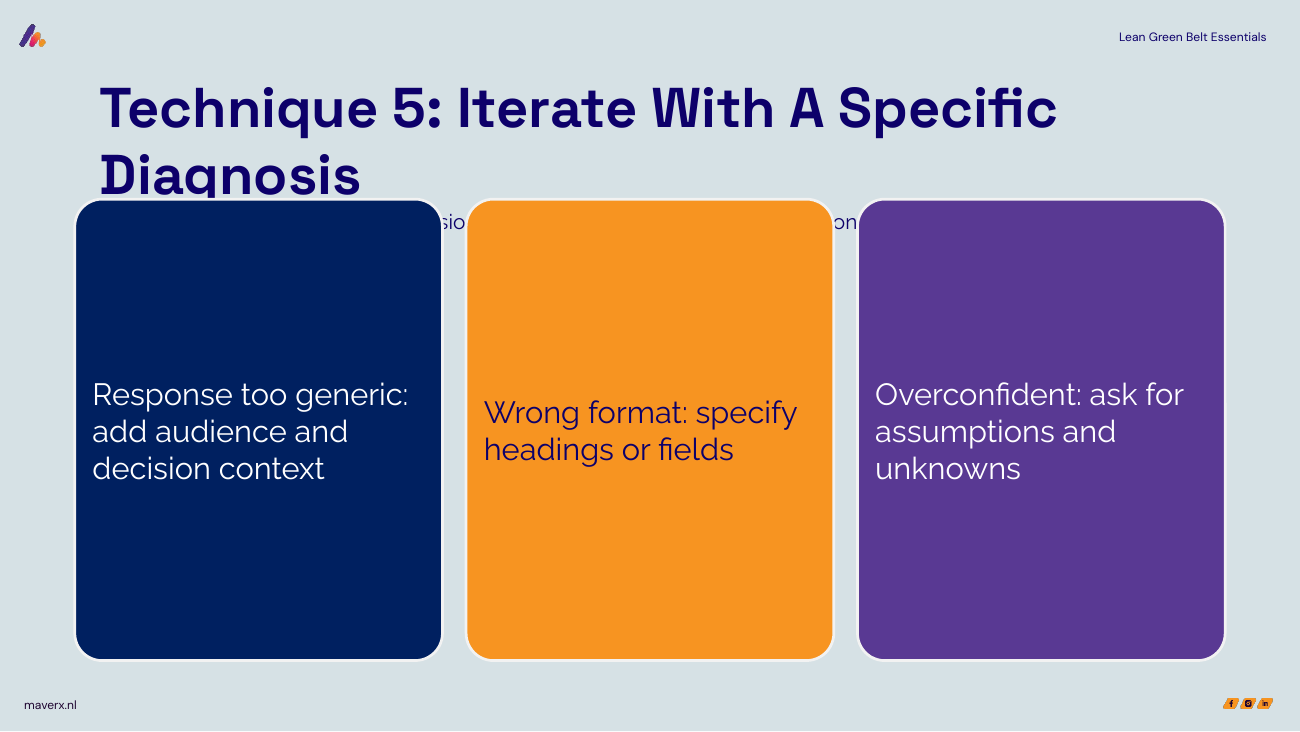 Lean Green Belt Essentials
Technique 5: Iterate With A Specific
Diagnosis
Response too generic:
add audience and
decision context
Wrong format: specify
headings or fields
Overconfident: ask for
assumptions and
unknowns
maverx.nl